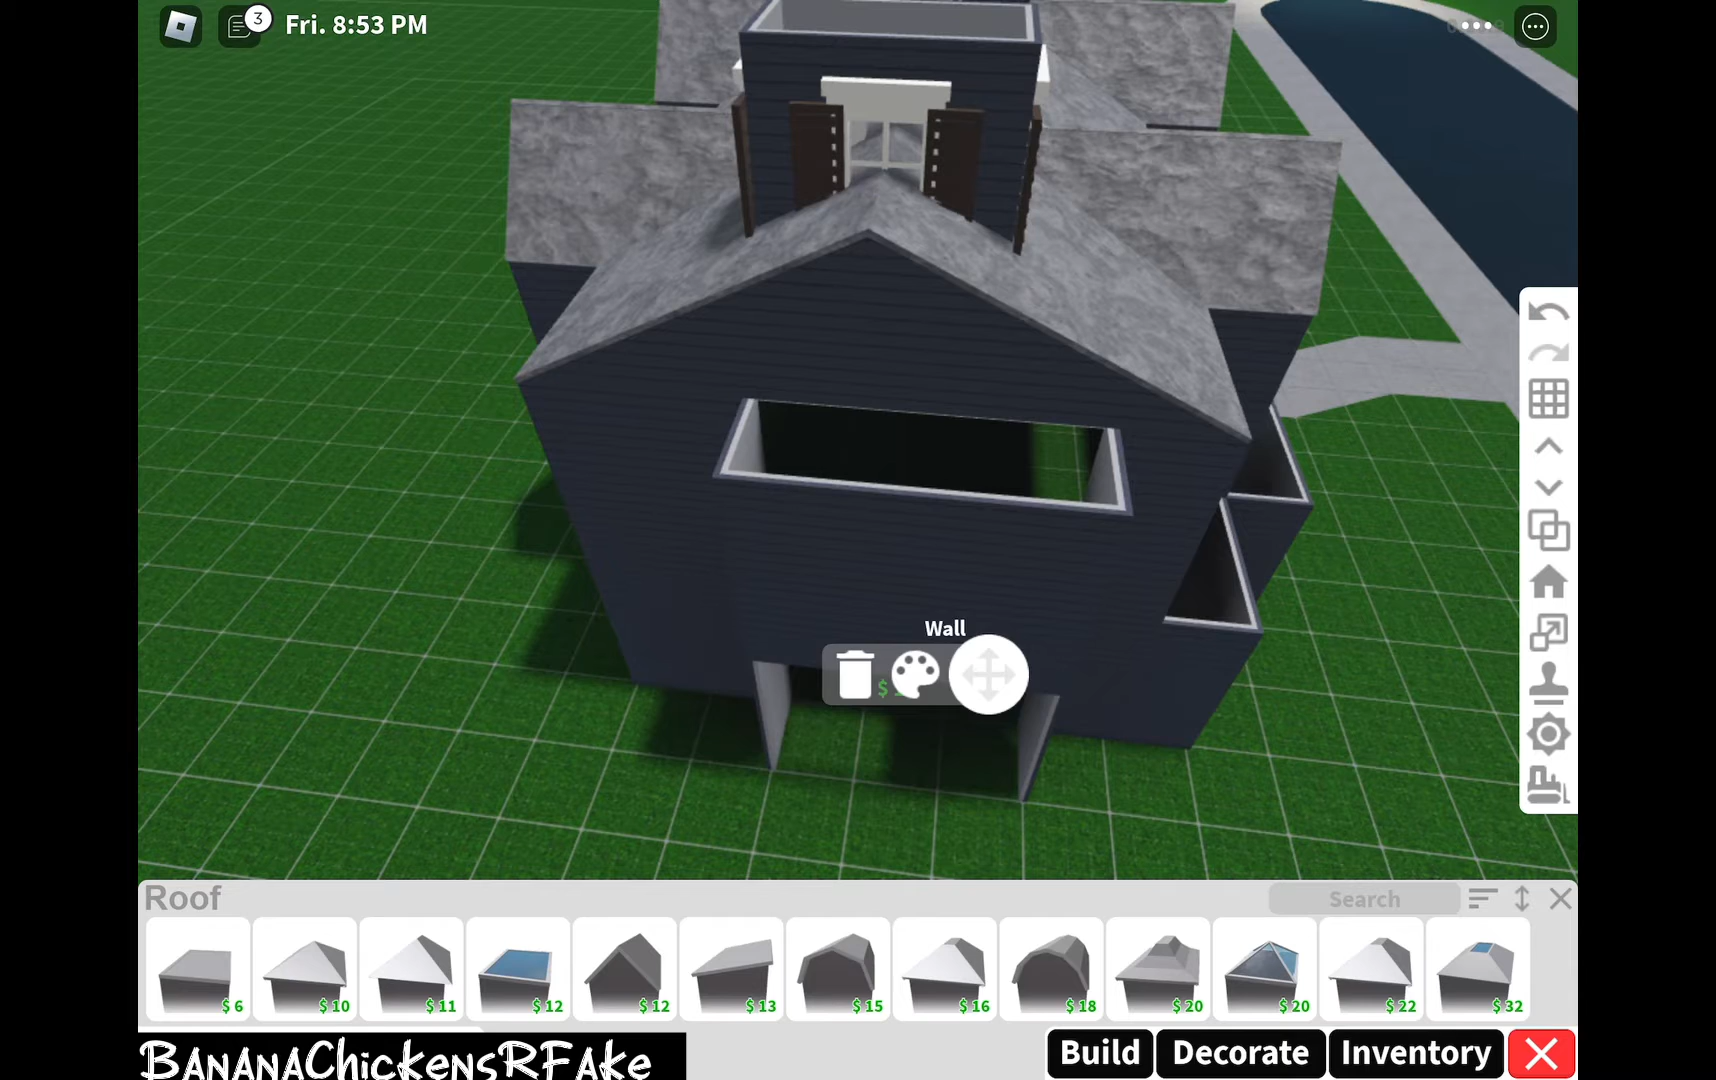 3 Fri. 8:53 PM
Wall
$
Roof
Search
$ 6 $ 10 $ 11 $ 12 $ 12 $ 13 $ 15 $ 16 $ 18 $ 20 $ 20 $ 22 $ 32
BananaChickensRFake
Build Decorate Inventory